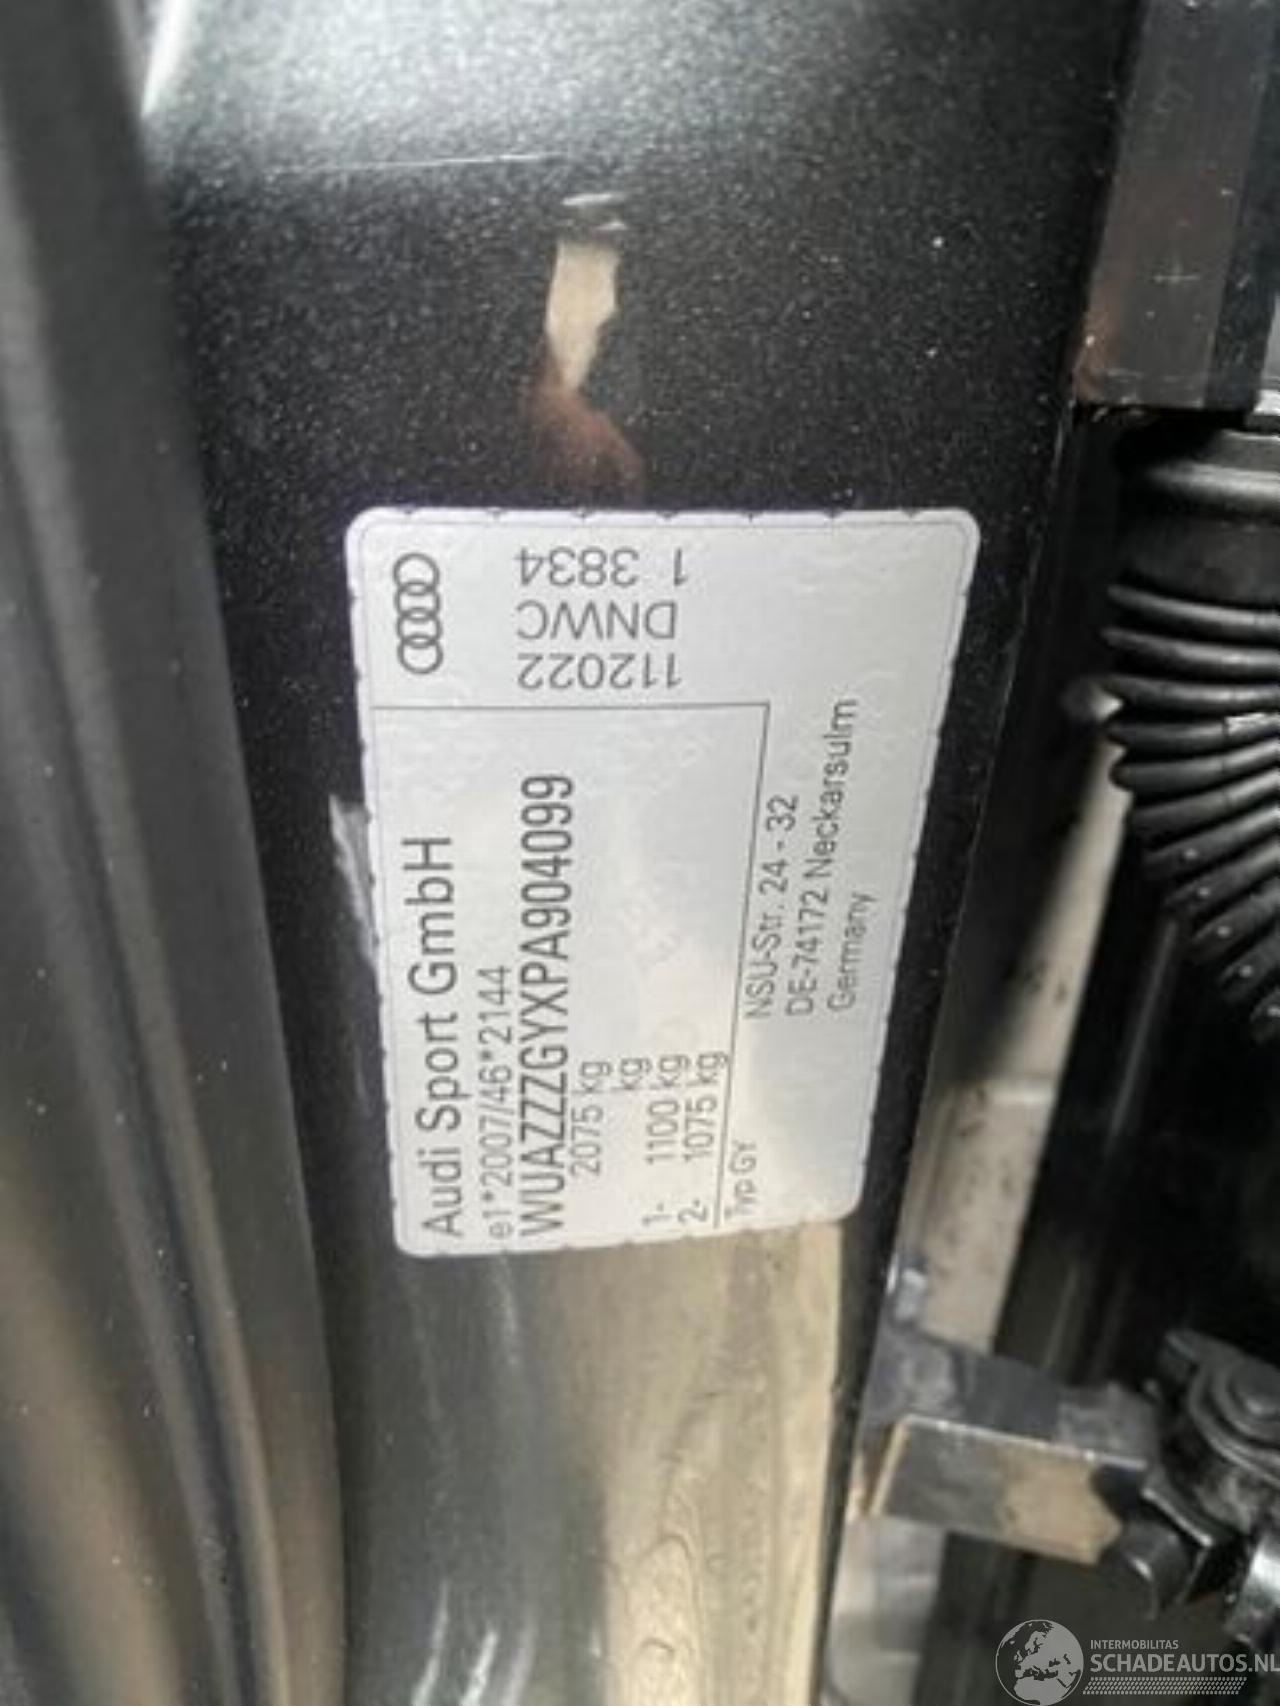 Audi Sport GmbH
e1*2007/46*2144
WUAZZZGYXPA904099
2075 kg
kg
1- 1100 kg
2- 1075 kg
Typ GY
NSU-Str. 24 - 32
DE-74172 Neckarsulm
Germany
112022
DNWC
1 3834
INTERMOBILITAS
SCHADEAUTOS.NL